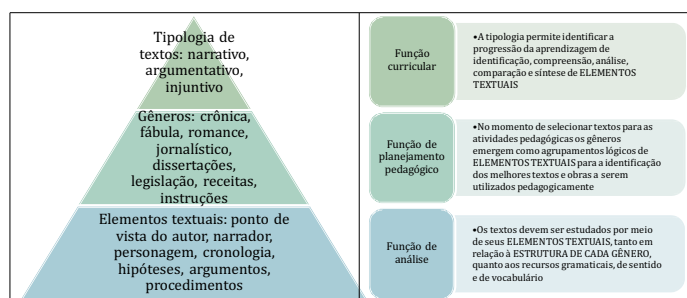 Tipologia de
textos: narrativo,
argumentativo,
injuntivo
Gêneros: crônica,
fábula, romance,
jornalístico,
dissertações,
legislação, receitas,
instruções
Elementos textuais: ponto de
vista do autor, narrador,
personagem, cronologia,
hipóteses, argumentos,
procedimentos
Função
curricular
•A tipologia permite identificar a
progressão da aprendizagem de
identificação, compreensão, análise,
comparação e síntese de ELEMENTOS
TEXTUAIS
Função de
planejamento
pedagógico
•No momento de selecionar textos para as
atividades pedagógicas os gêneros
emergem como agrupamentos lógicos de
ELEMENTOS TEXTUAIS para a identificação
dos melhores textos e obras a serem
utilizados pedagogicamente
Função de
análise
•Os textos devem ser estudados por meio
de seus ELEMENTOS TEXTUAIS, tanto em
relação à ESTRUTURA DE CADA GÊNERO,
quanto aos recursos gramaticais, de sentido
e de vocabulário